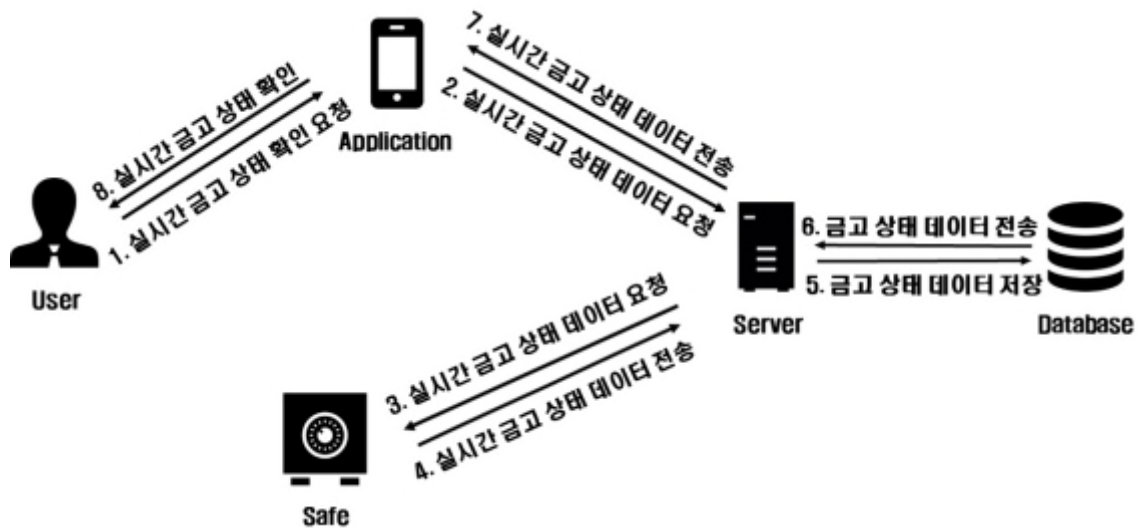 7. 실시간 금고 상태 데이터 전송
2. 실시간 금고 상태 데이터 요청
8. 실시간 금고 상태 확인
1. 실시간 금고 상태 확인 요청
Application
User
6. 금고 상태 데이터 전송
5. 금고 상태 데이터 저장
Server
Database
3. 실시간 금고 상태 데이터 요청
4. 실시간 금고 상태 데이터 전송
Safe